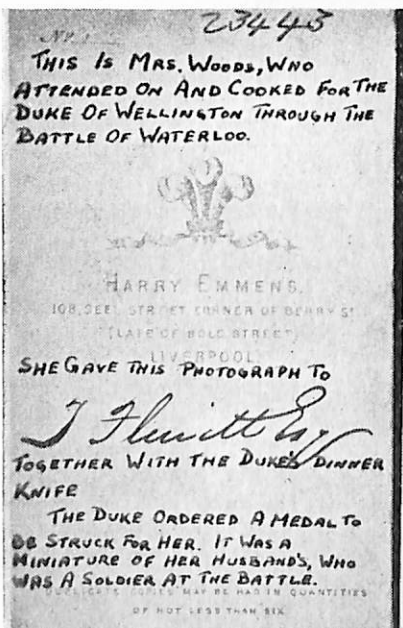 23443
No.
THIS IS MRS. WOODS, WHO
ATTENDED ON AND COOKED FOR THE
DUKE OF WELLINGTON THROUGH THE
BATTLE OF WATERLOO.
HARRY EMMENS.
108, SEEL STREET CORNER OF BERRY ST
(LATE OF BOLD STREET)
LIVERPOOL
SHE GAVE THIS PHOTOGRAPH TO
Esq
TOGETHER WITH THE DUKE'S DINNER
KNIFE
THE DUKE ORDERED A MEDAL TO
BE STRUCK FOR HER. IT WAS A
MINIATURE OF HER HUSBAND'S, WHO
WAS A SOLDIER AT THE BATTLE.
DUPLICATE COPIES MAY BE HAD IN QUANTITIES
OF NOT LESS THAN SIX